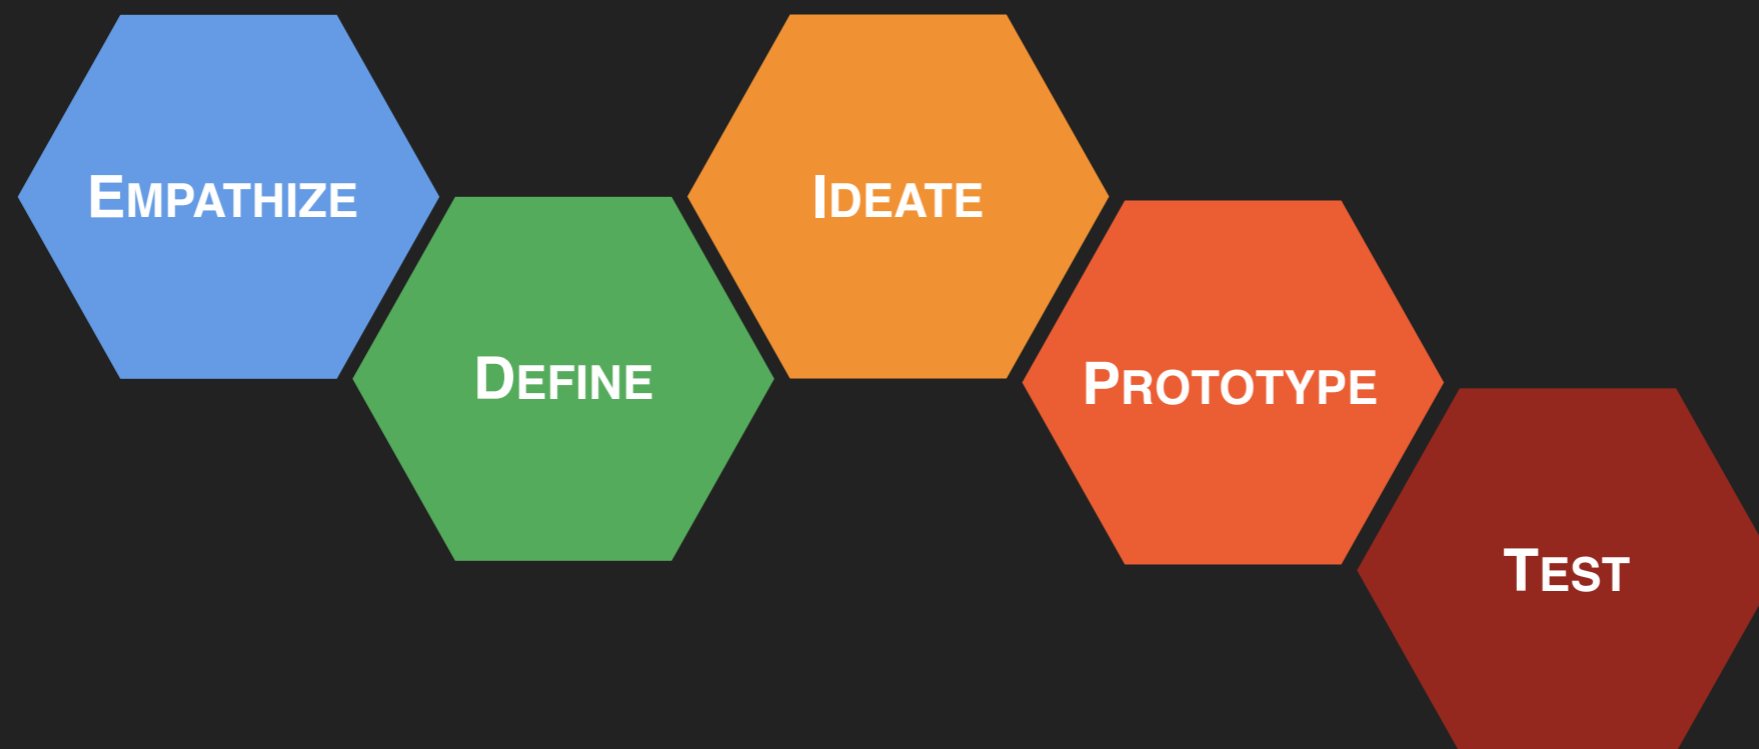 EMPATHIZE
DEFINE
IDEATE
PROTOTYPE
TEST